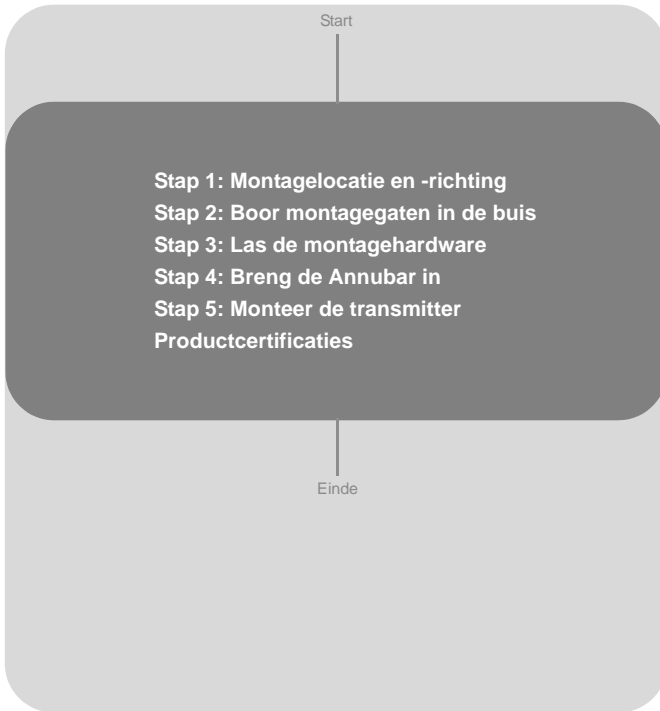 Start
Stap 1: Montagelocatie en -richting
Stap 2: Boor montagegaten in de buis
Stap 3: Las de montagehardware
Stap 4: Breng de Annubar in
Stap 5: Monteer de transmitter
Productcertificaties
Einde